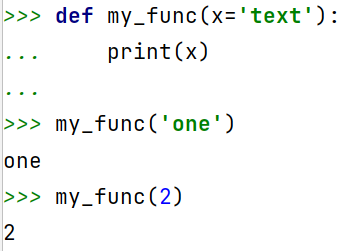 >>> def my_func(x='text'):
...     print(x)
...
>>> my_func('one')
one
>>> my_func(2)
2